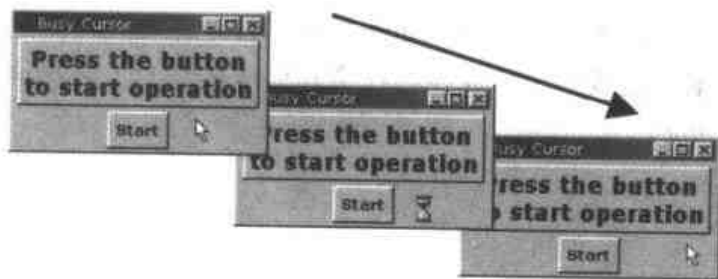 Busy Cursor
Press the button
to start operation
Start
Busy Cursor
Press the button
to start operation
Start
Busy Cursor
Press the button
to start operation
Start